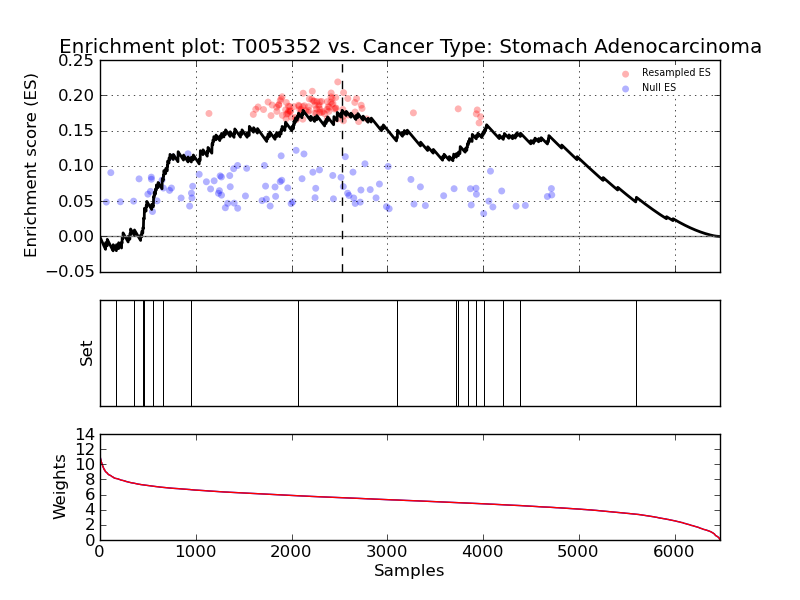 Enrichment plot: T005352 vs. Cancer Type: Stomach Adenocarcinoma
Enrichment score (ES)
0.25
0.20
0.15
0.10
0.05
0.00
−0.05
Resampled ES
Null ES
Set
Weights
14
12
10
8
6
4
2
0
0 1000 2000 3000 4000 5000 6000
Samples